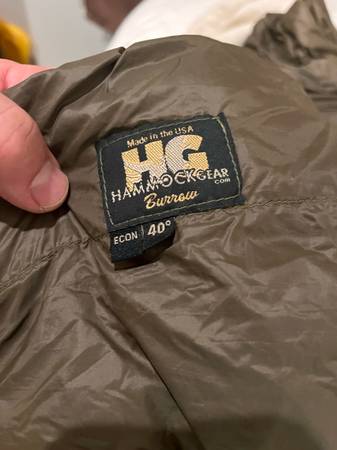 Made in the USA
HG
HAMMOCKGEAR
.com
Burrow
ECON | 40°